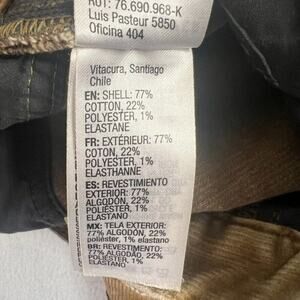 RUT: 76.690.968-K
Luis Pasteur 5850
Oficina 404
Vitacura, Santiago
Chile
EN: SHELL: 77%
COTTON, 22%
POLYESTER, 1%
ELASTANE
FR: EXTÉRIEUR: 77%
COTON, 22%
POLYESTER, 1%
ELASTHANNE
ES: REVESTIMIENTO
EXTERIOR: 77%
ALGODÓN, 22%
POLIÉSTER, 1%
ELASTANO
MX: TELA EXTERIOR:
77% ALGODÓN, 22%
poliéster, 1% elastano
BR: REVESTIMENTO:
77% ALGODÃO, 22%
POLIÉSTER, 1%
ELASTANO